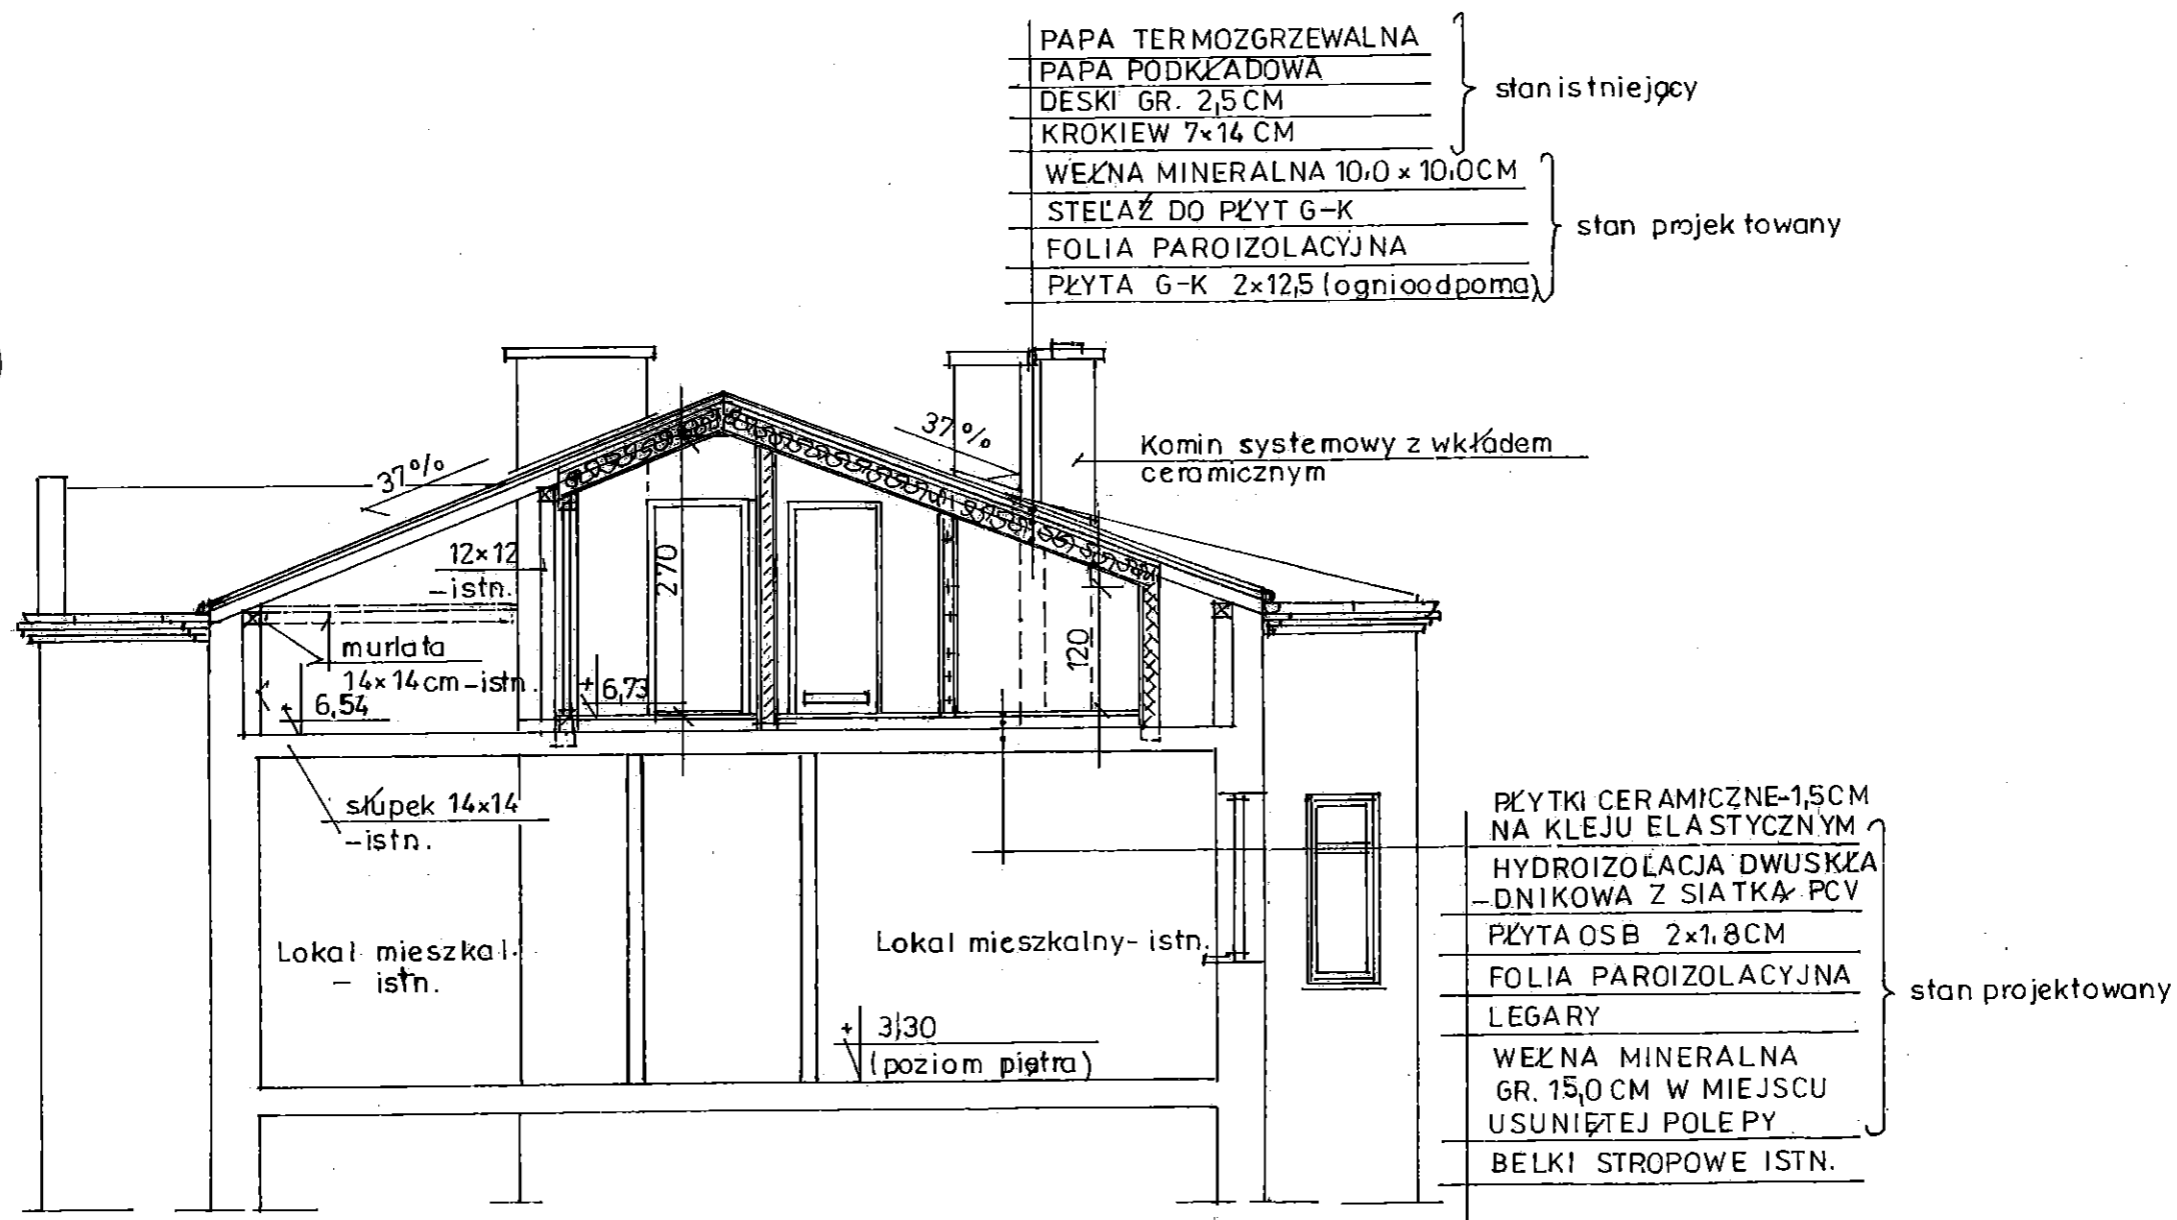 PAPA TERMOZGRZEWALNA
PAPA PODKŁADOWA
DESKI GR. 2,5 CM
KROKIEW 7×14 CM
stan istniejący
WEŁNA MINERALNA 10,0 × 10,0 CM
STELAŻ DO PŁYT G-K
FOLIA PAROIZOLACYJNA
PŁYTA G-K 2×12,5 (ognioodporna)
stan projektowany
37%
37%
Komin systemowy z wkładem
ceramicznym
12×12
-istn.
270
120
murłata
14×14 cm -istn.
+ 6,54
+ 6,73
słupek 14×14
-istn.
Lokal mieszkal.
- istn.
Lokal mieszkalny - istn.
+ 3,30
(poziom piętra)
PŁYTKI CERAMICZNE-1,5CM
NA KLEJU ELASTYCZNYM
HYDROIZOLACJA DWUSKŁA
-DNIKOWA Z SIATKĄ PCV
PŁYTA OSB 2×1.8CM
FOLIA PAROIZOLACYJNA
LEGARY
WEŁNA MINERALNA
GR. 15,0 CM W MIEJSCU
USUNIĘTEJ POLEPY
BELKI STROPOWE ISTN.
stan projektowany